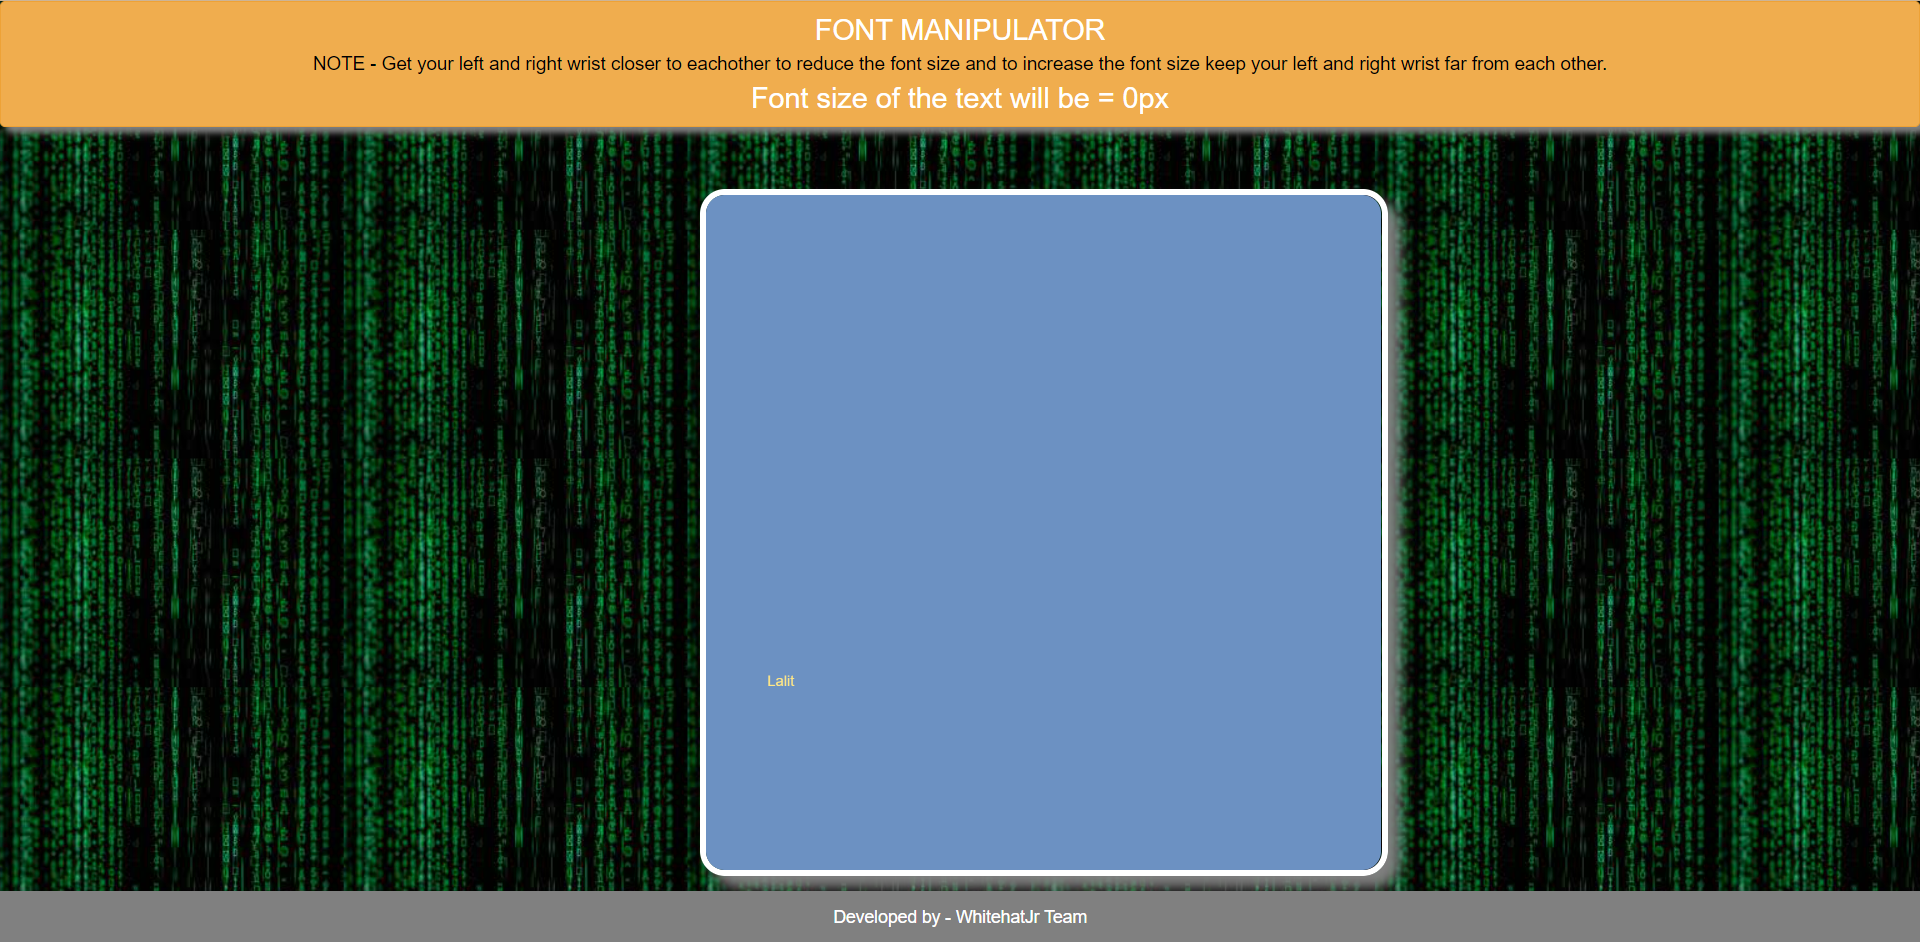 FONT MANIPULATOR
NOTE - Get your left and right wrist closer to eachother to reduce the font size and to increase the font size keep your left and right wrist far from each other.
Font size of the text will be = 0px
Lalit
Developed by - WhitehatJr Team